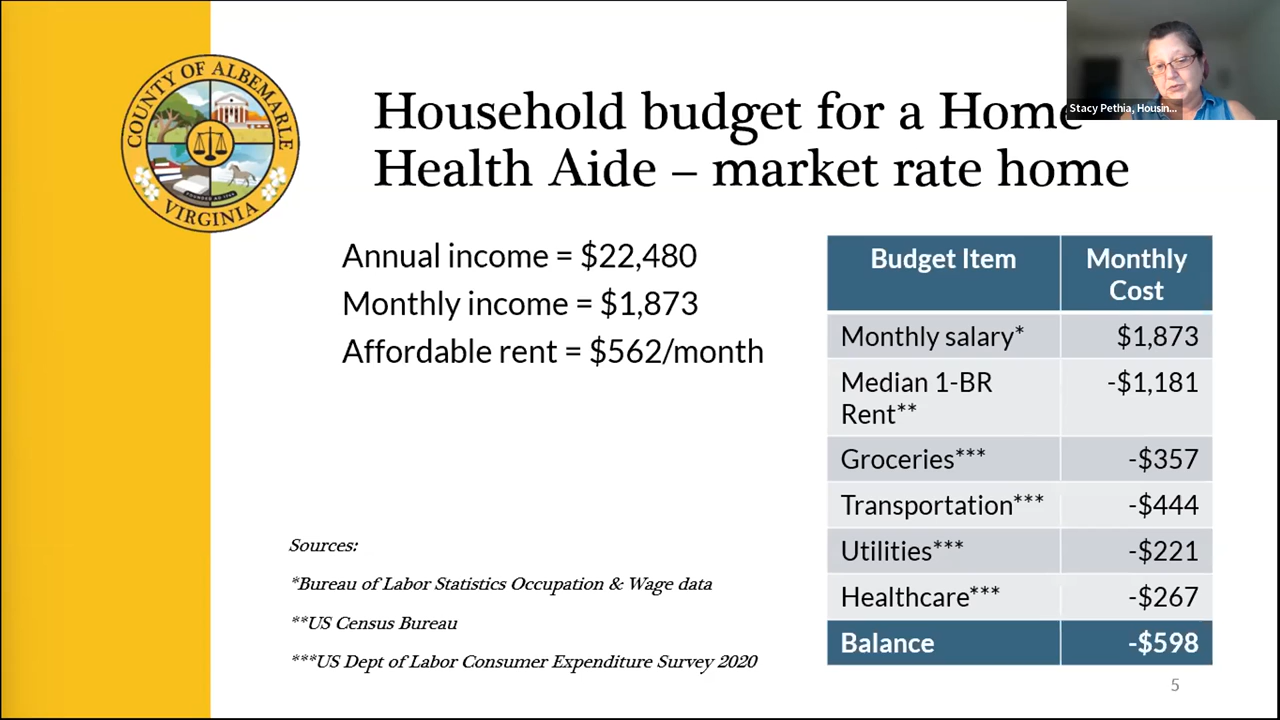 COUNTY OF ALBEMARLE
VIRGINIA
Stacy Pethia, Housin...
Household budget for a Home
Health Aide – market rate home
Annual income = $22,480
Monthly income = $1,873
Affordable rent = $562/month
Budget Item Monthly Cost
Monthly salary* $1,873
Median 1-BR Rent** -$1,181
Groceries*** -$357
Transportation*** -$444
Utilities*** -$221
Healthcare*** -$267
Balance -$598
Sources:
*Bureau of Labor Statistics Occupation & Wage data
**US Census Bureau
***US Dept of Labor Consumer Expenditure Survey 2020
5